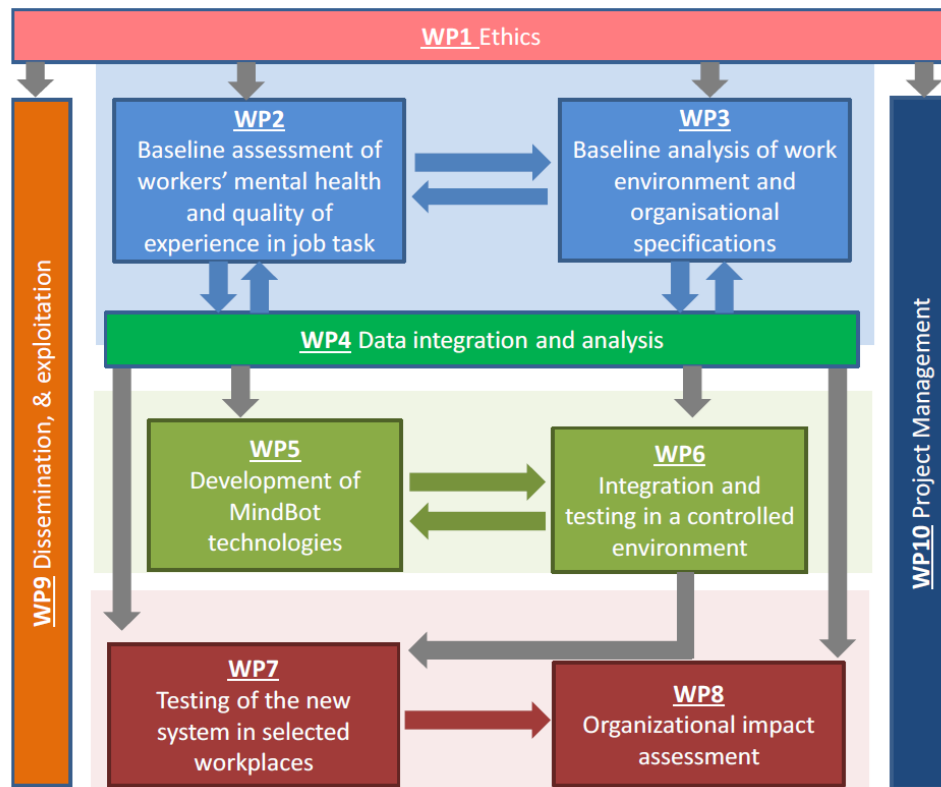 WP1 Ethics
WP2
Baseline assessment of
workers' mental health
and quality of
experience in job task
WP3
Baseline analysis of work
environment and
organisational
specifications
WP4 Data integration and analysis
WP5
Development of
MindBot
technologies
WP6
Integration and
testing in a controlled
environment
WP7
Testing of the new
system in selected
workplaces
WP8
Organizational impact
assessment
WP9 Dissemination, & exploitation
WP10 Project Management